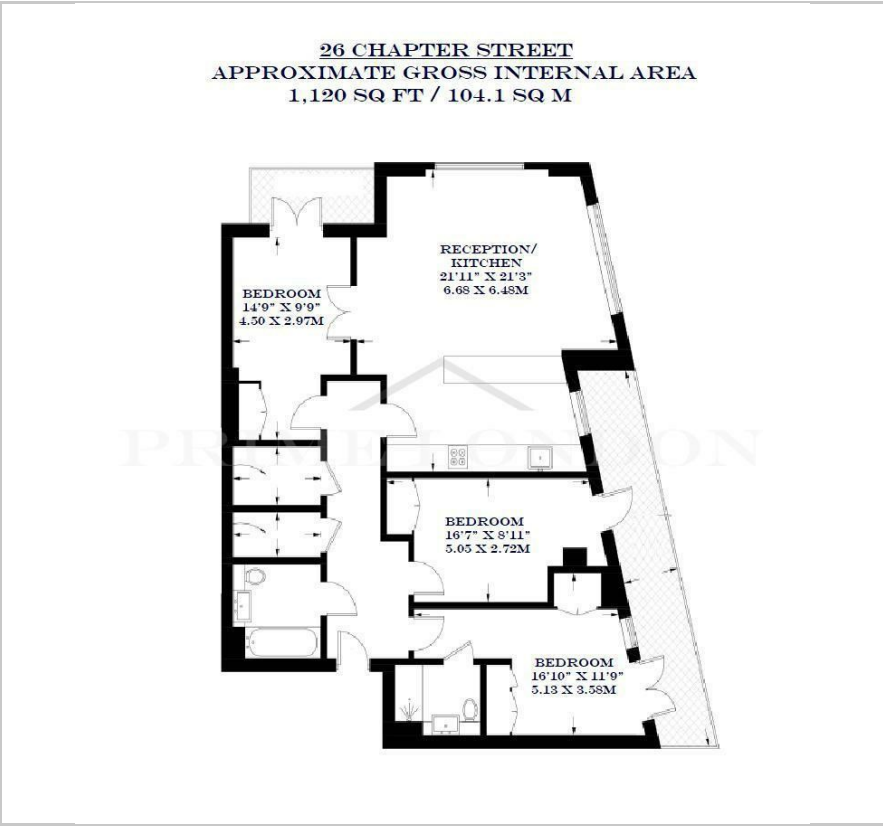 26 CHAPTER STREET
APPROXIMATE GROSS INTERNAL AREA
1,120 SQ FT / 104.1 SQ M
RECEPTION/
KITCHEN
21'11" X 21'3"
6.68 X 6.48M
BEDROOM
14'9" X 9'9"
4.50 X 2.97M
PRIME LONDON
BEDROOM
16'7" X 8'11"
5.05 X 2.72M
BEDROOM
16'10" X 11'9"
5.13 X 3.58M